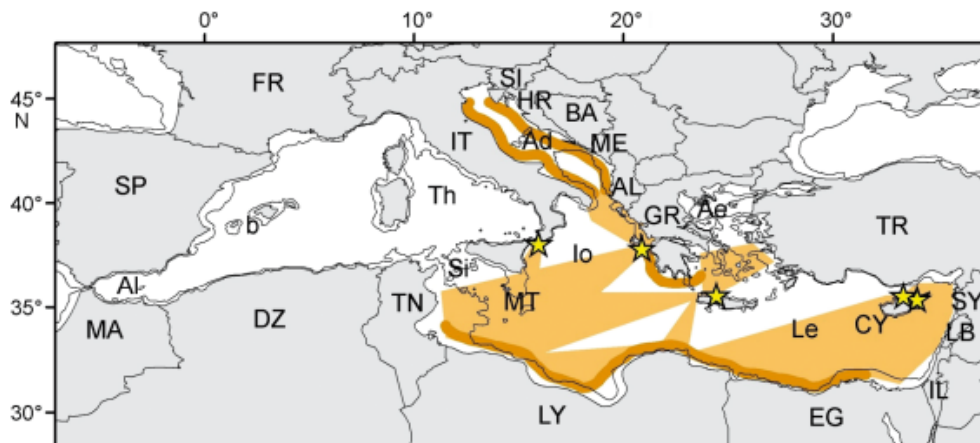 0° 10° 20° 30°
45°
N
40°
35°
30°
FR
SI
HR
BA
IT
Ad
ME
SP
Th
AL
GR
Ae
TR
b
Io
Si
Al
TN
MT
SY
MA
DZ
Le
CY
LB
LY
EG
IL